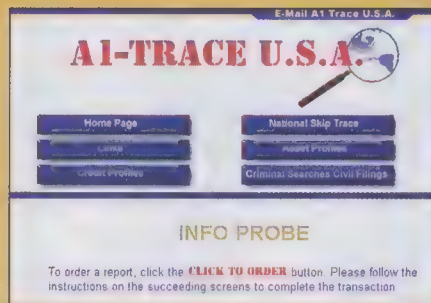 E-Mail A1 Trace U.S.A.
A1-TRACE U.S.A.
Home Page
National Skip Trace
Links
Asset Profiles
Credit Profiles
Criminal Searches Civil Filings
INFO PROBE
To order a report, click the CLICK TO ORDER button. Please follow the
instructions on the succeeding screens to complete the transaction